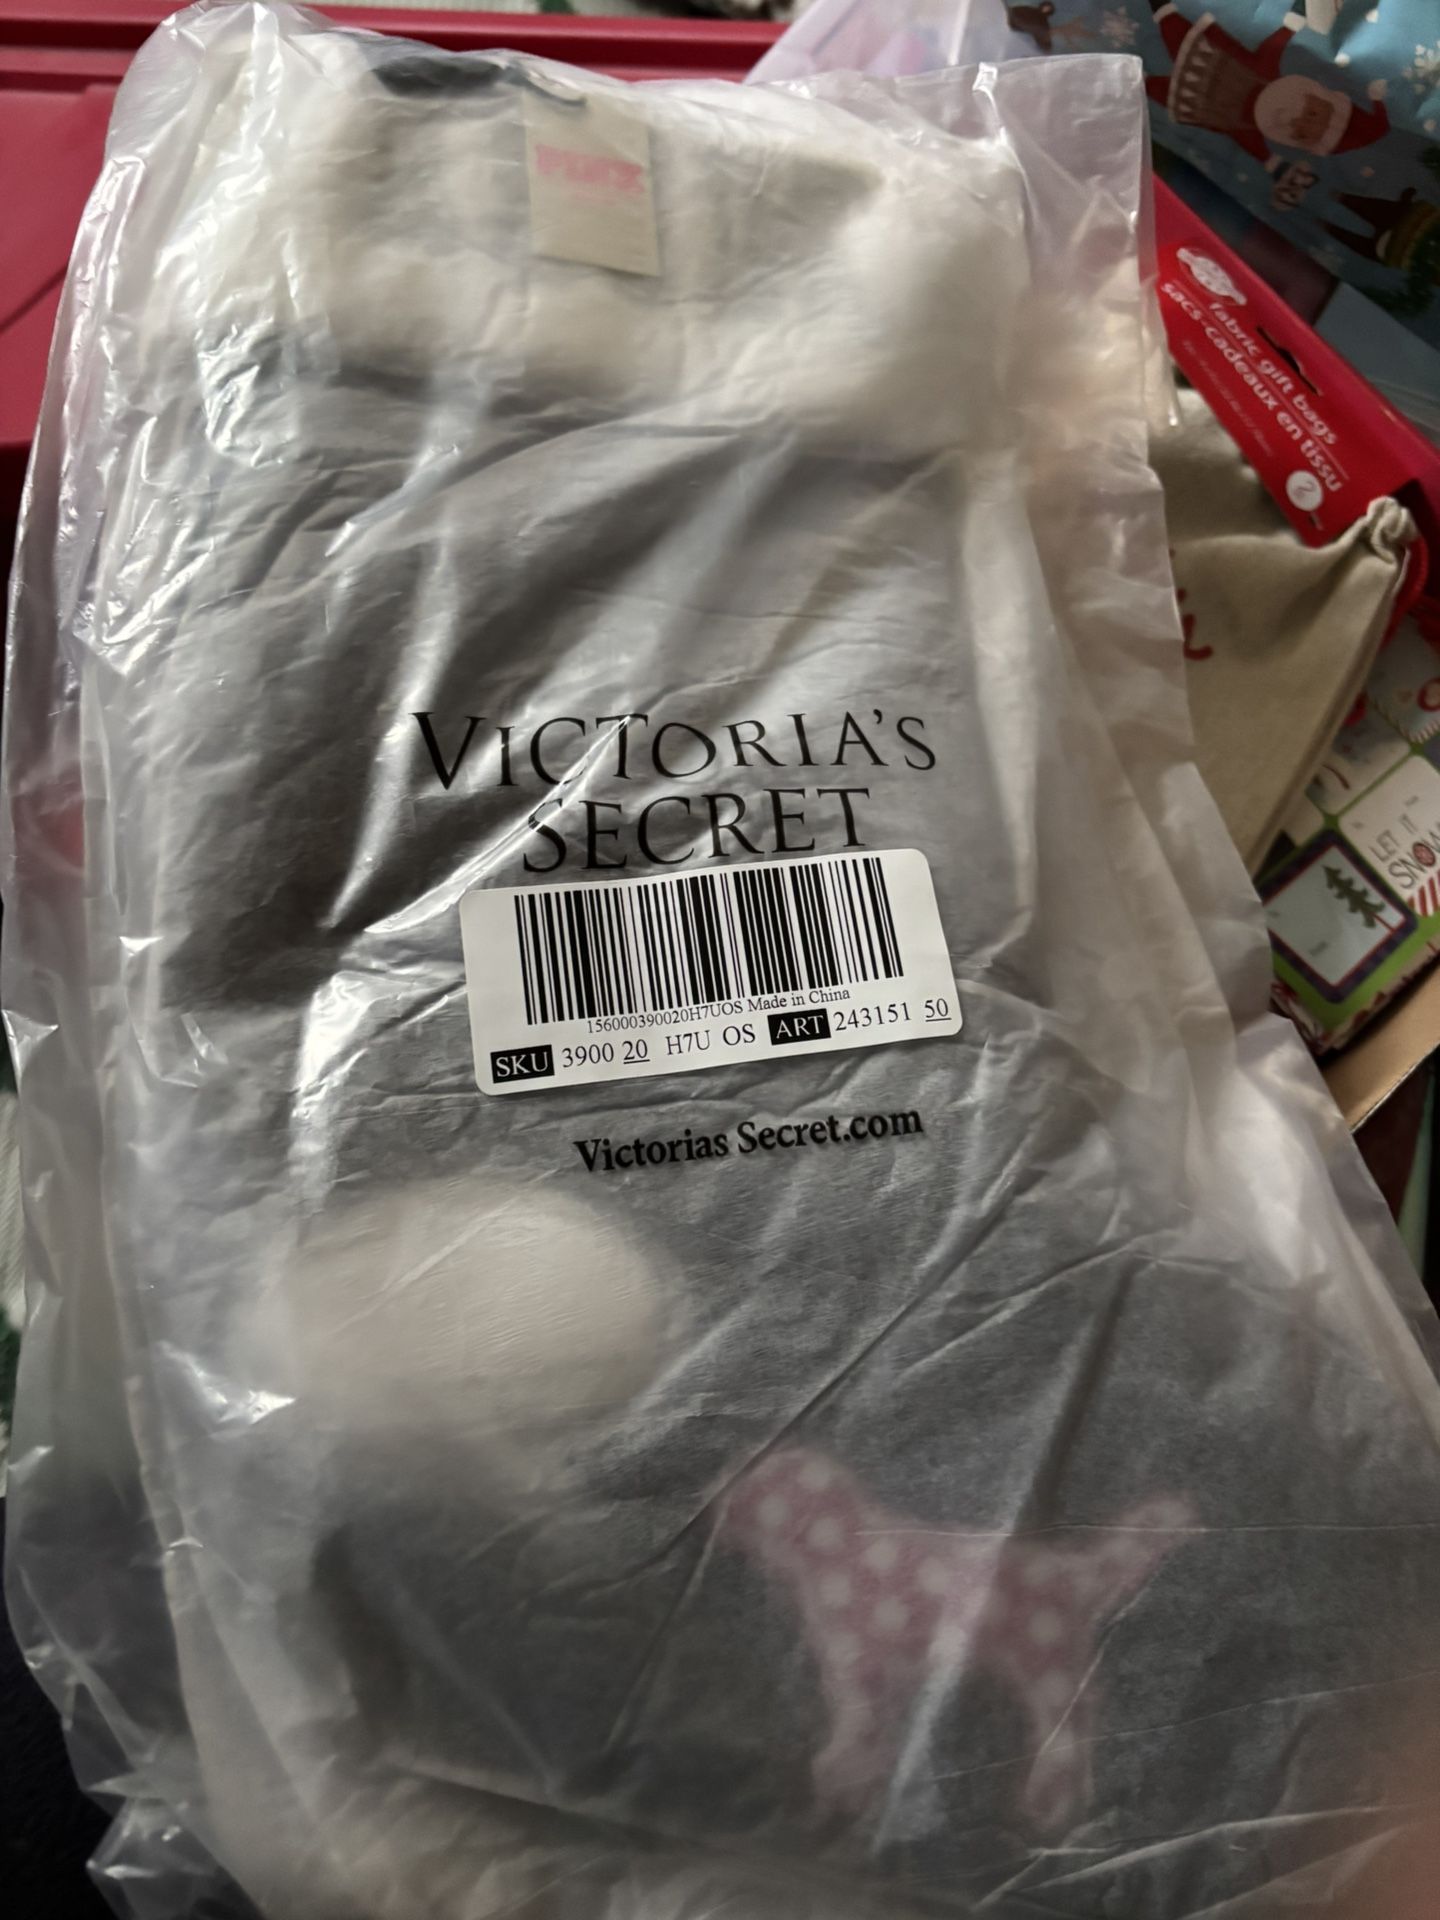 PINK
fabric gift bags
sacs-cadeaux en tissu
2
VICTORIA'S
SECRET
156000390020H7UOS Made in China
SKU 3900 20 H7U OS ART 243151 50
Victorias Secret.com
LET IT
SNOW